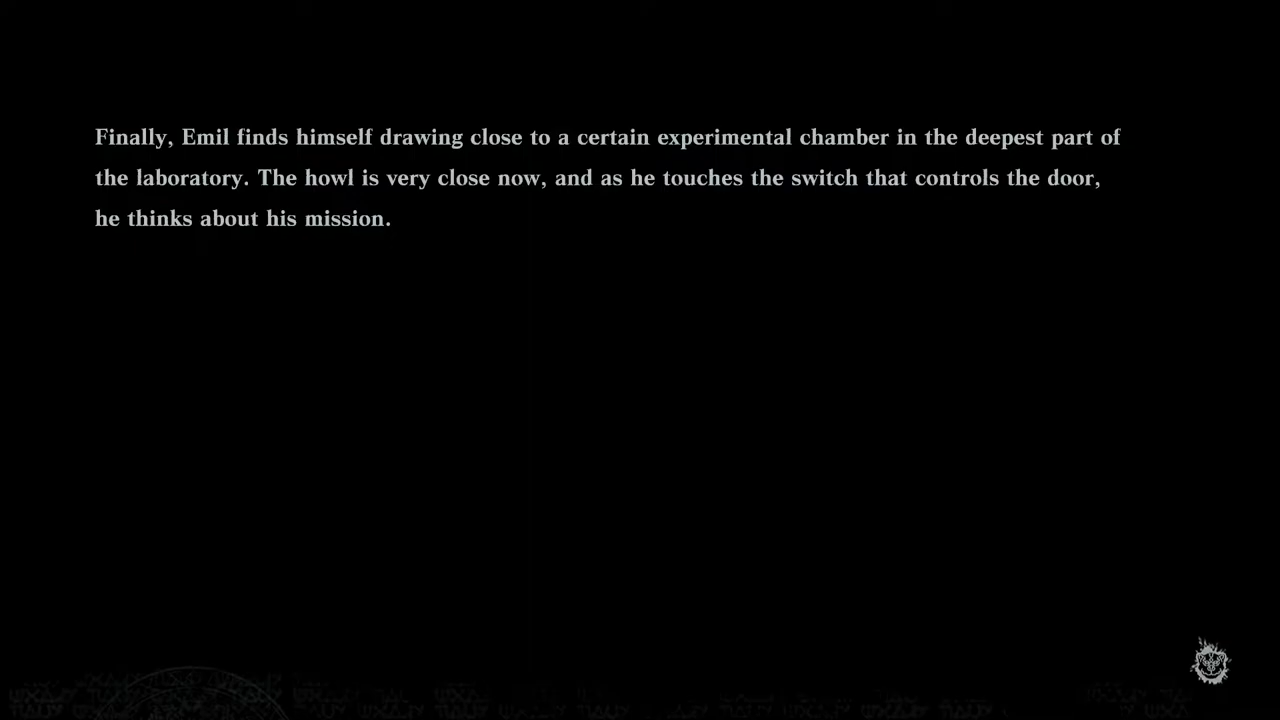 Finally, Emil finds himself drawing close to a certain experimental chamber in the deepest part of
the laboratory. The howl is very close now, and as he touches the switch that controls the door,
he thinks about his mission.